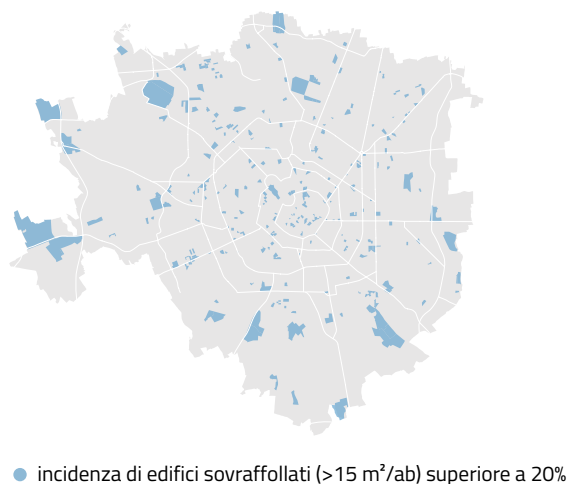 incidenza di edifici sovraffollati (>15 m²/ab) superiore a 20%